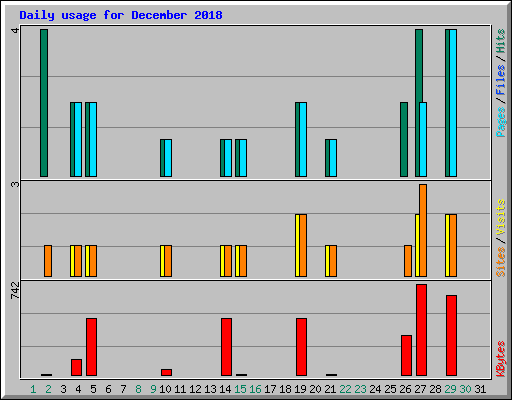 Daily usage for December 2018
4
Pages / Files / Hits
3
Sites / Visits
742
KBytes
1 2 3 4 5 6 7 8 9 10 11 12 13 14 15 16 17 18 19 20 21 22 23 24 25 26 27 28 29 30 31